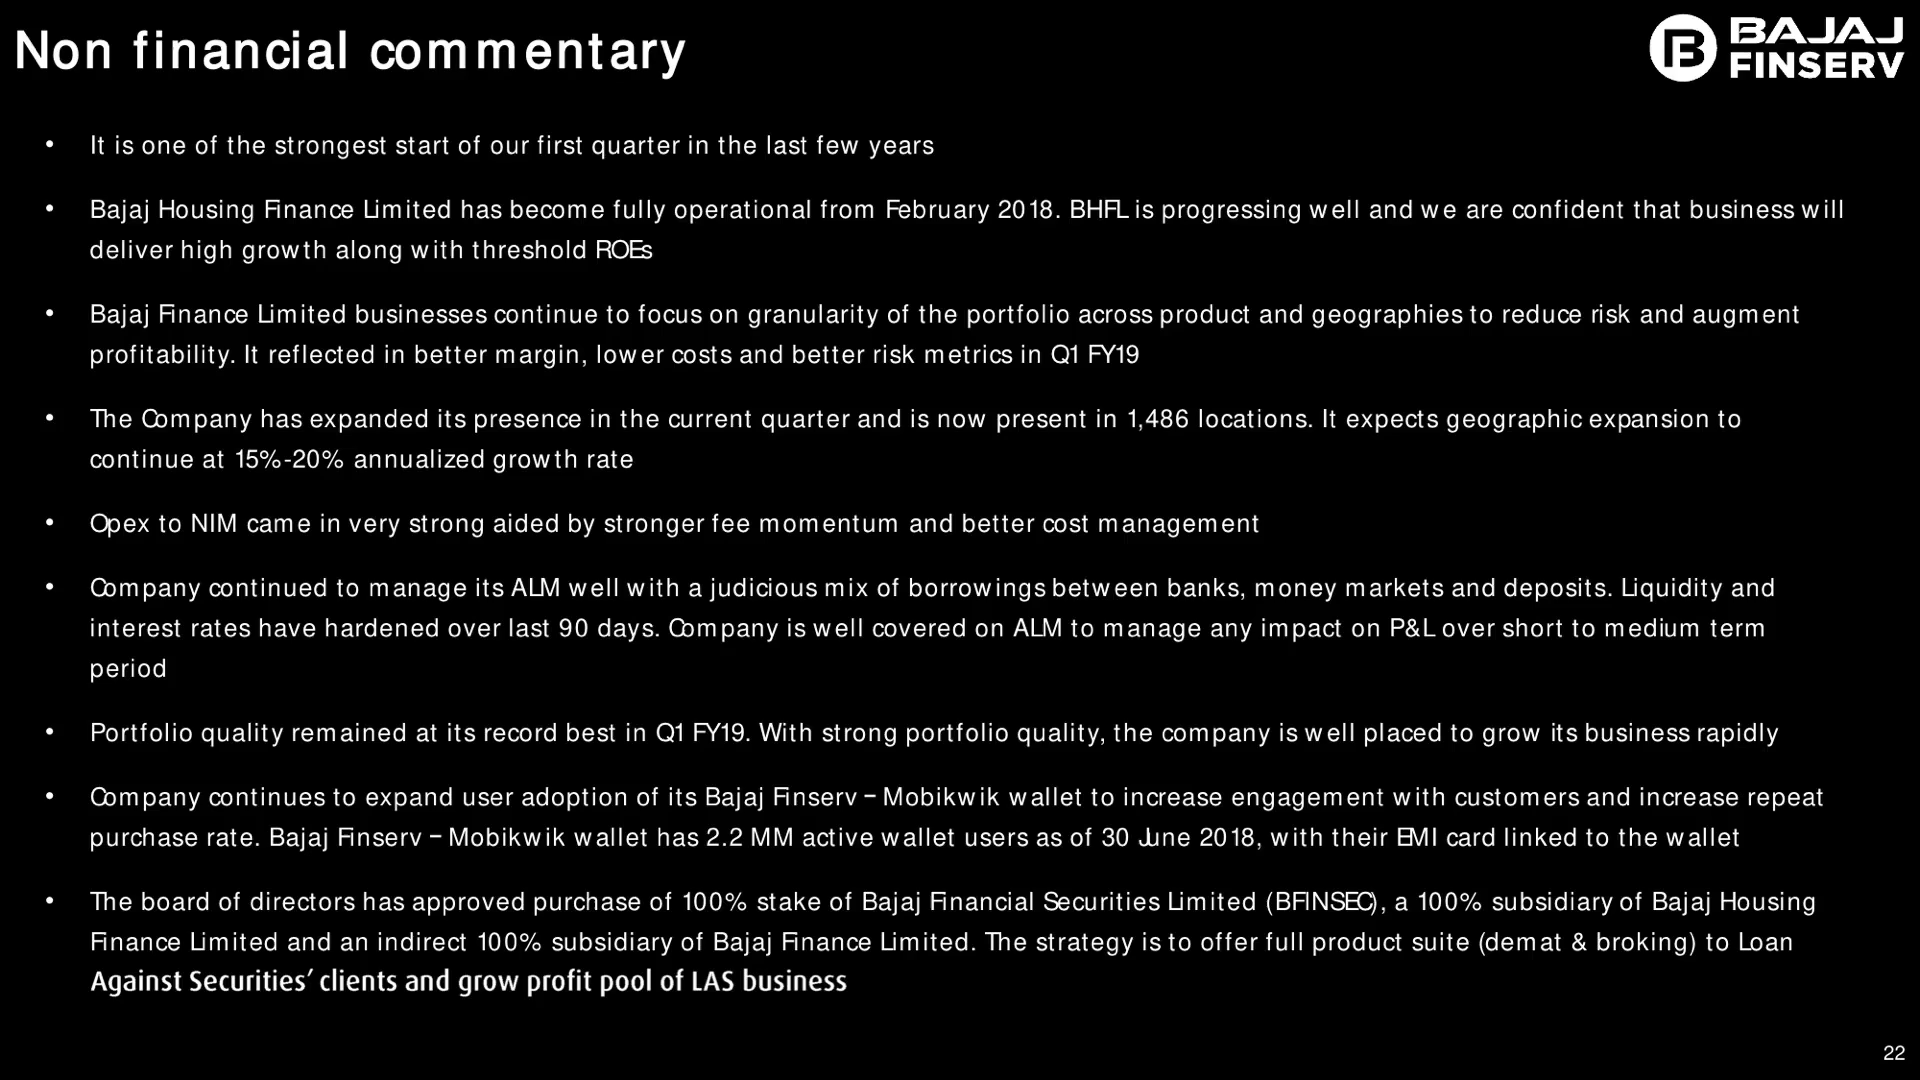 Non financial commentary
BAJAJ
FINSERV
• It is one of the strongest start of our first quarter in the last few years
• Bajaj Housing Finance Limited has become fully operational from February 2018. BHFL is progressing well and we are confident that business will
deliver high growth along with threshold ROEs
• Bajaj Finance Limited businesses continue to focus on granularity of the portfolio across product and geographies to reduce risk and augment
profitability. It reflected in better margin, lower costs and better risk metrics in Q1 FY19
• The Company has expanded its presence in the current quarter and is now present in 1,486 locations. It expects geographic expansion to
continue at 15%-20% annualized growth rate
• Opex to NIM came in very strong aided by stronger fee momentum and better cost management
• Company continued to manage its ALM well with a judicious mix of borrowings between banks, money markets and deposits. Liquidity and
interest rates have hardened over last 90 days. Company is well covered on ALM to manage any impact on P&L over short to medium term
period
• Portfolio quality remained at its record best in Q1 FY19. With strong portfolio quality, the company is well placed to grow its business rapidly
• Company continues to expand user adoption of its Bajaj Finserv – Mobikwik wallet to increase engagement with customers and increase repeat
purchase rate. Bajaj Finserv – Mobikwik wallet has 2.2 MM active wallet users as of 30 June 2018, with their EMI card linked to the wallet
• The board of directors has approved purchase of 100% stake of Bajaj Financial Securities Limited (BFINSEC), a 100% subsidiary of Bajaj Housing
Finance Limited and an indirect 100% subsidiary of Bajaj Finance Limited. The strategy is to offer full product suite (demat & broking) to Loan
Against Securities’ clients and grow profit pool of LAS business
22